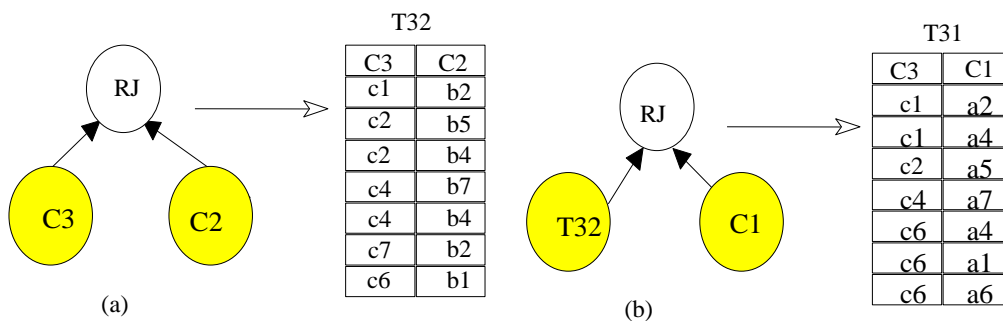 RJ
C3
C2
(a)
T32
C3 C2
c1 b2
c2 b5
c2 b4
c4 b7
c4 b4
c7 b2
c6 b1
RJ
T32
C1
(b)
T31
C3 C1
c1 a2
c1 a4
c2 a5
c4 a7
c6 a4
c6 a1
c6 a6